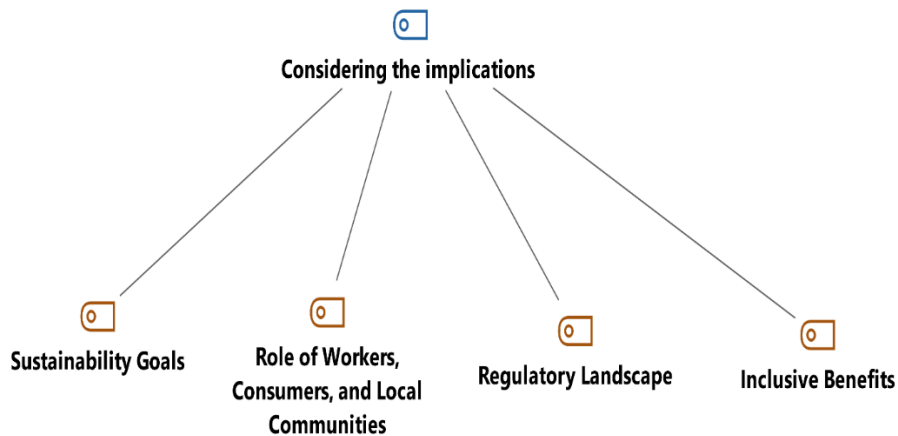 Considering the implications
Sustainability Goals
Role of Workers,
Consumers, and Local
Communities
Regulatory Landscape
Inclusive Benefits